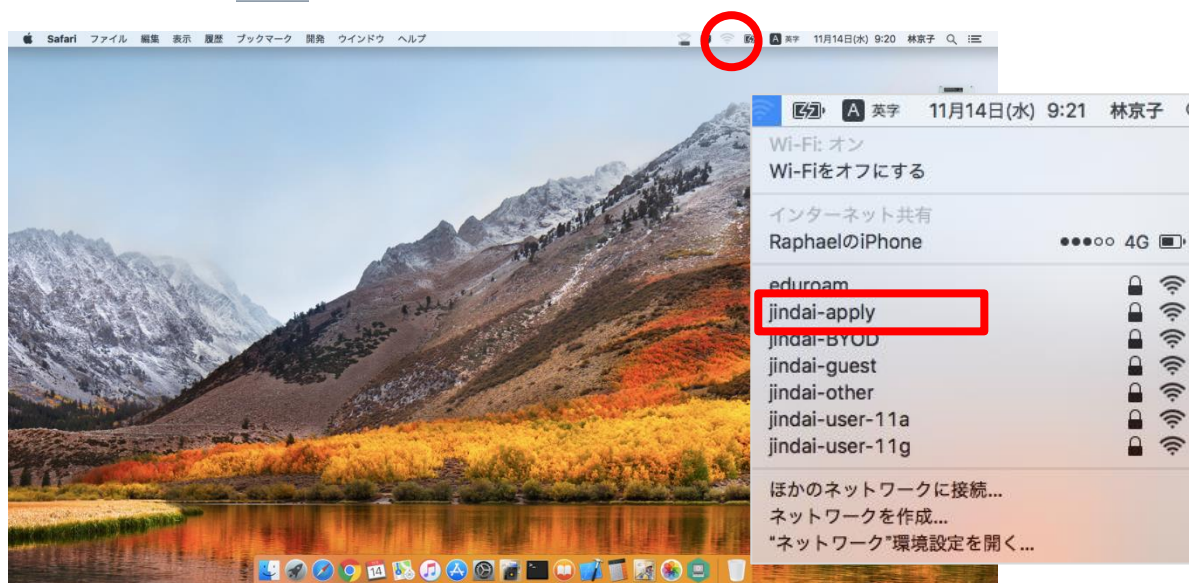 Safari ファイル 編集 表示 履歴 ブックマーク 開発 ウインドウ ヘルプ A 英字 11月14日(水) 9:20 林京子
A 英字 11月14日(水) 9:21 林京子
Wi-Fi: オン
Wi-Fiをオフにする
インターネット共有
RaphaelのiPhone 4G
eduroam
jindai-apply
jindai-BYOD
jindai-guest
jindai-other
jindai-user-11a
jindai-user-11g
ほかのネットワークに接続...
ネットワークを作成...
“ネットワーク”環境設定を開く...
14